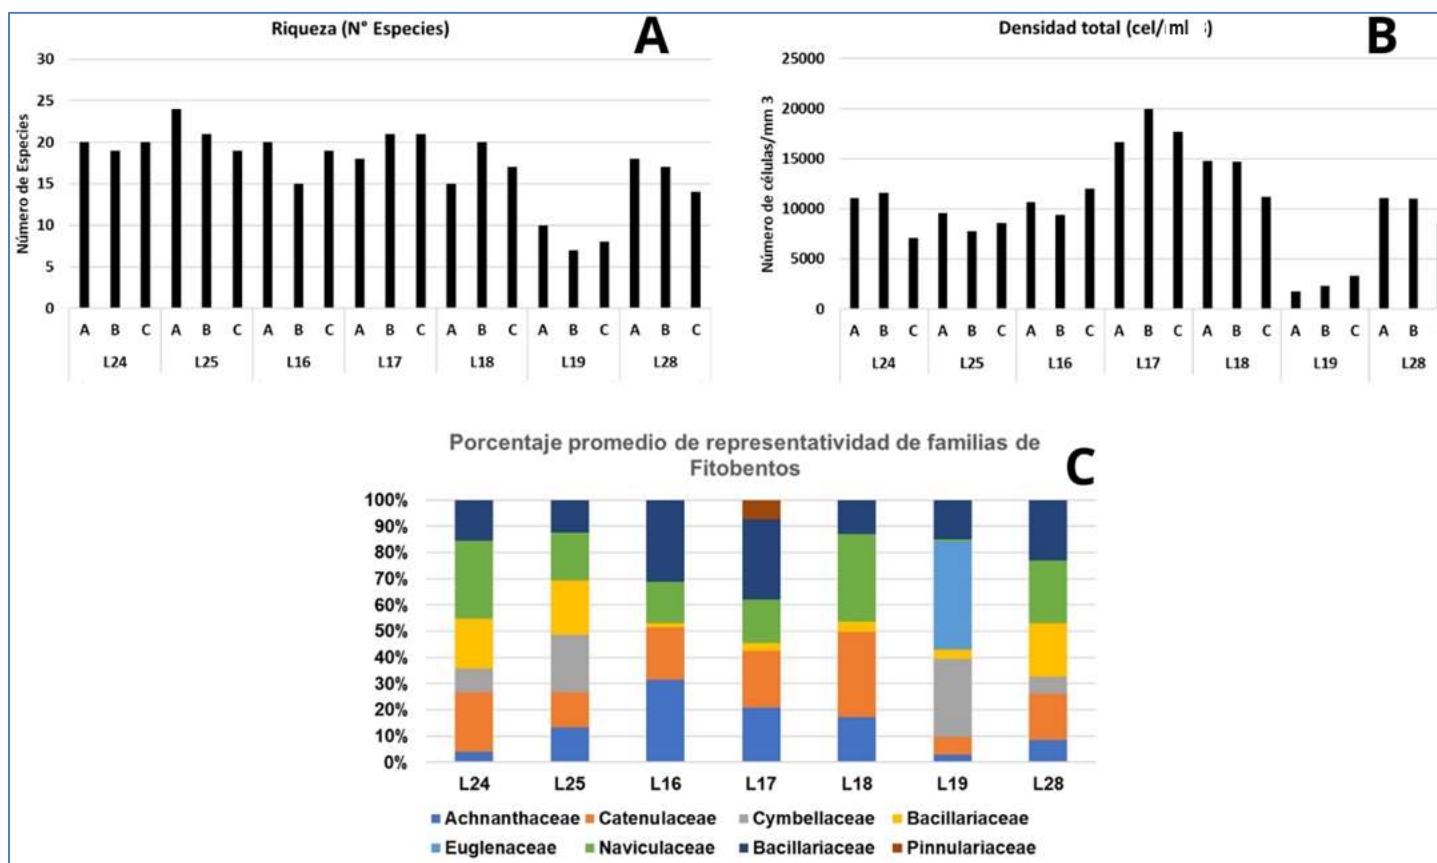 Riqueza (N° Especies)
A
Número de Especies
30
25
20
15
10
5
0
A B C A B C A B C A B C A B C A B C A B C
L24 L25 L16 L17 L18 L19 L28
Densidad total (cel/ml)
B
Número de células/mm 3
25000
20000
15000
10000
5000
0
A B C A B C A B C A B C A B C A B C A B
L24 L25 L16 L17 L18 L19 L28
Porcentaje promedio de representatividad de familias de
Fitobentos
C
100%
90%
80%
70%
60%
50%
40%
30%
20%
10%
0%
L24 L25 L16 L17 L18 L19 L28
Achnanthaceae Catenulaceae Cymbellaceae Bacillariaceae
Euglenaceae Naviculaceae Bacillariaceae Pinnulariaceae